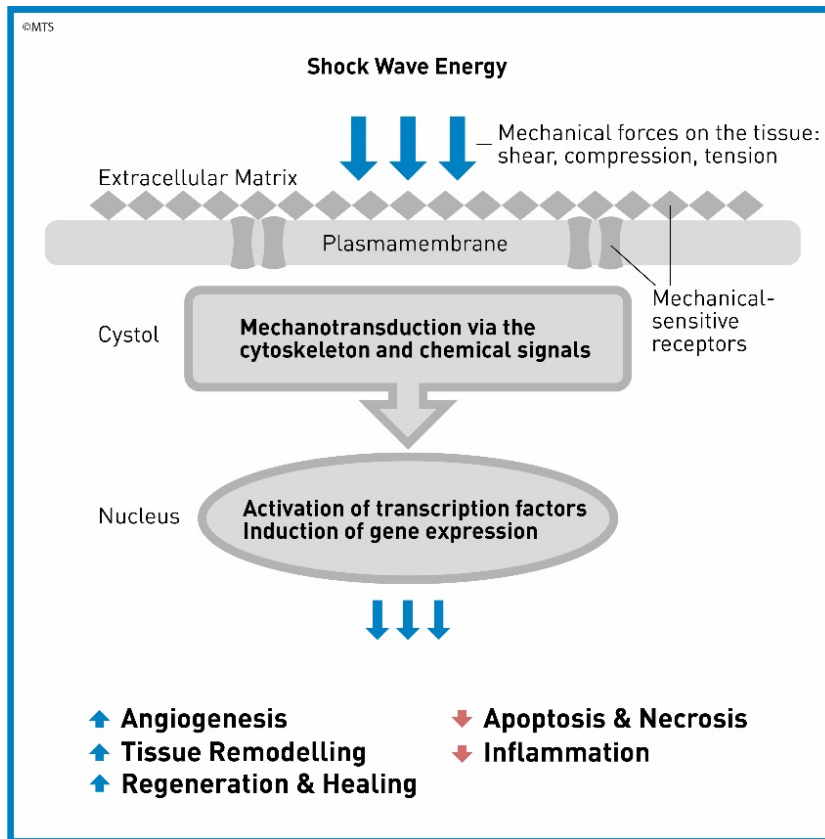 ©MTS
Shock Wave Energy
Mechanical forces on the tissue:
shear, compression, tension
Extracellular Matrix
Plasmamembrane
Mechanical-
sensitive
receptors
Cystol
Mechanotransduction via the
cytoskeleton and chemical signals
Nucleus
Activation of transcription factors
Induction of gene expression
Angiogenesis
Tissue Remodelling
Regeneration & Healing
Apoptosis & Necrosis
Inflammation